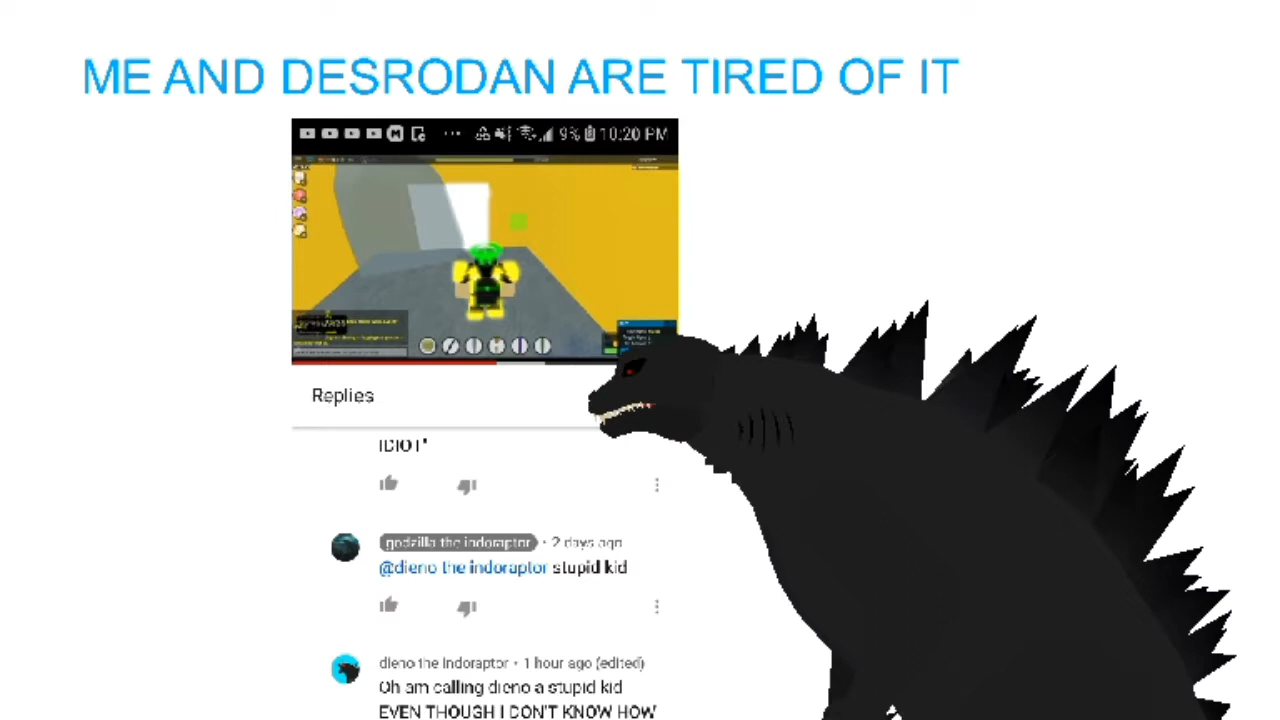 ME AND DESRODAN ARE TIRED OF IT
9% 10:20 PM
Replies
IDIOT"
godzilla the indoraptor • 2 days ago
@dieno the indoraptor stupid kid
dieno the indoraptor • 1 hour ago (edited)
Oh am calling dieno a stupid kid
EVEN THOUGH I DON'T KNOW HOW